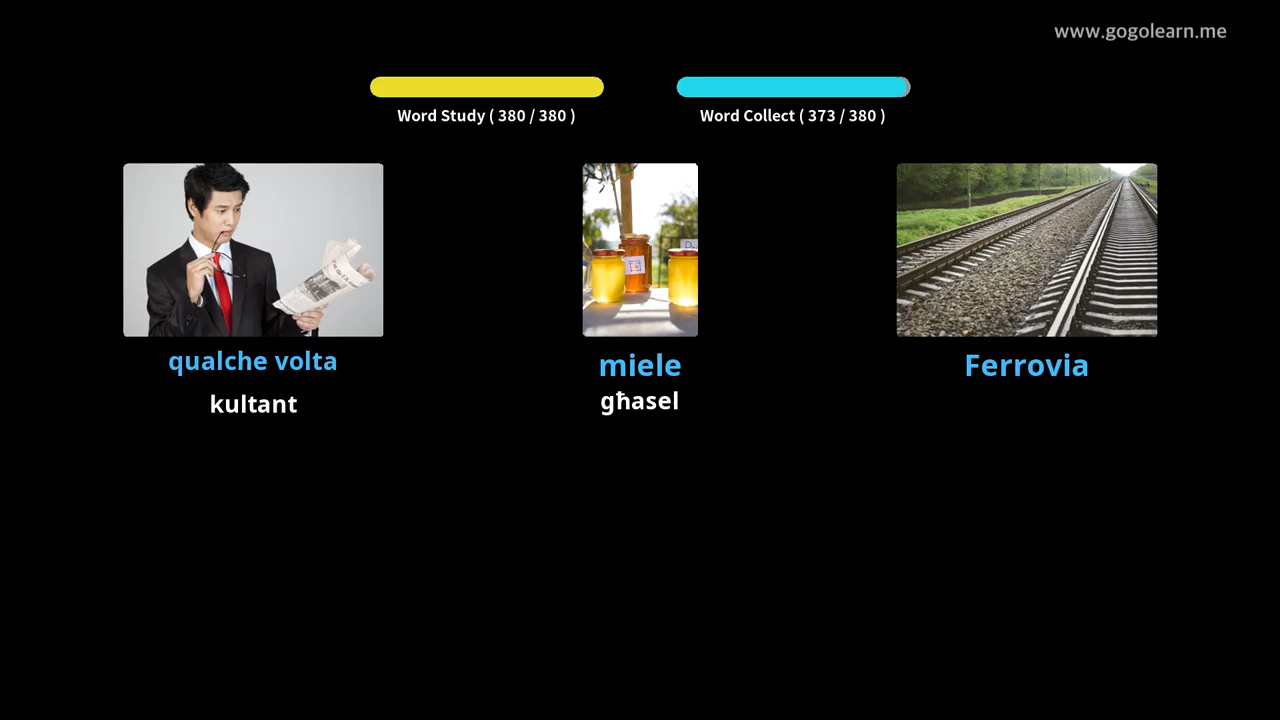 www.gogolearn.me
Word Study ( 380 / 380 )
Word Collect ( 373 / 380 )
qualche volta
kultant
miele
għasel
Ferrovia